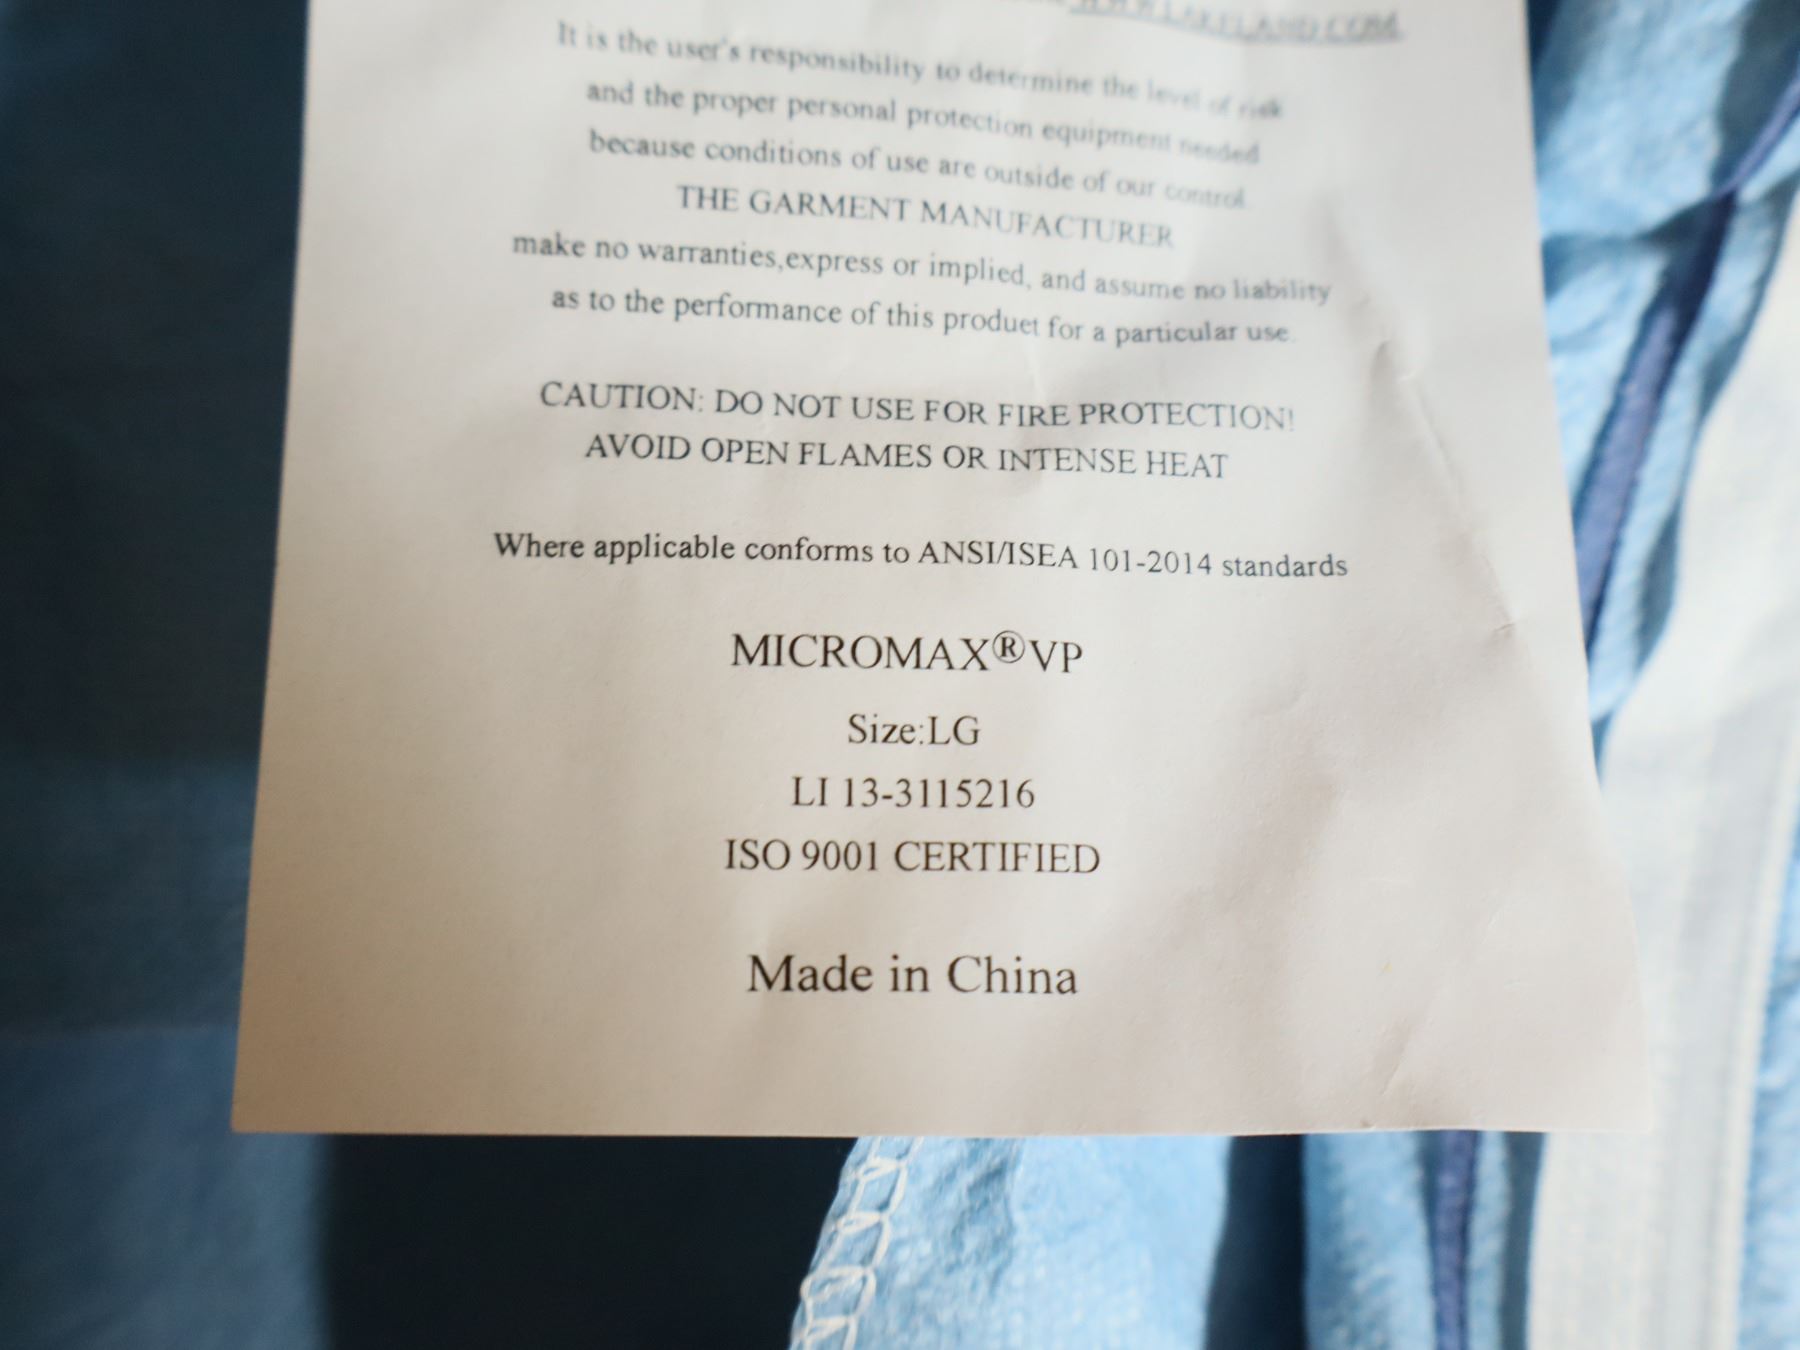 WWW.LAKELAND.COM
It is the user's responsibility to determine the level of risk
and the proper personal protection equipment needed
because conditions of use are outside of our control.
THE GARMENT MANUFACTURER
make no warranties,express or implied, and assume no liability
as to the performance of this product for a particular use.
CAUTION: DO NOT USE FOR FIRE PROTECTION!
AVOID OPEN FLAMES OR INTENSE HEAT
Where applicable conforms to ANSI/ISEA 101-2014 standards
MICROMAX®VP
Size:LG
LI 13-3115216
ISO 9001 CERTIFIED
Made in China